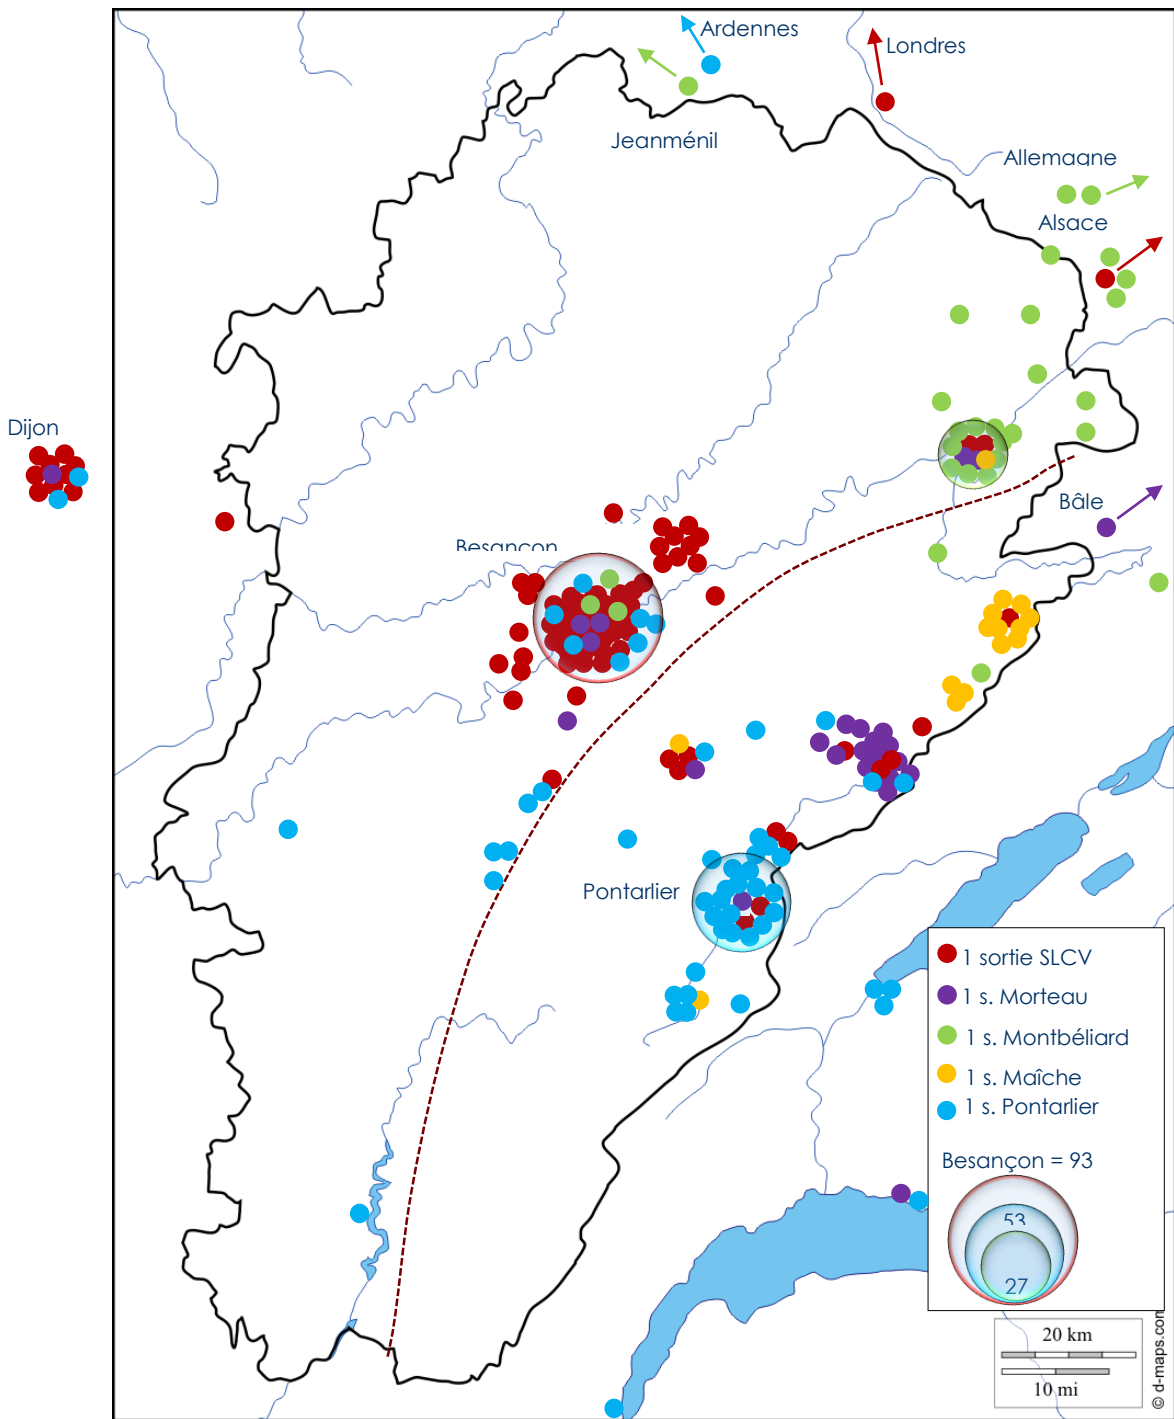 Ardennes
Londres
Jeanménil
Allemagne
Alsace
Dijon
Bâle
Besançon
Pontarlier
1 sortie SLCV
1 s. Morteau
1 s. Montbéliard
1 s. Maîche
1 s. Pontarlier
Besançon = 93
53
27
20 km
10 mi
© d-maps.com